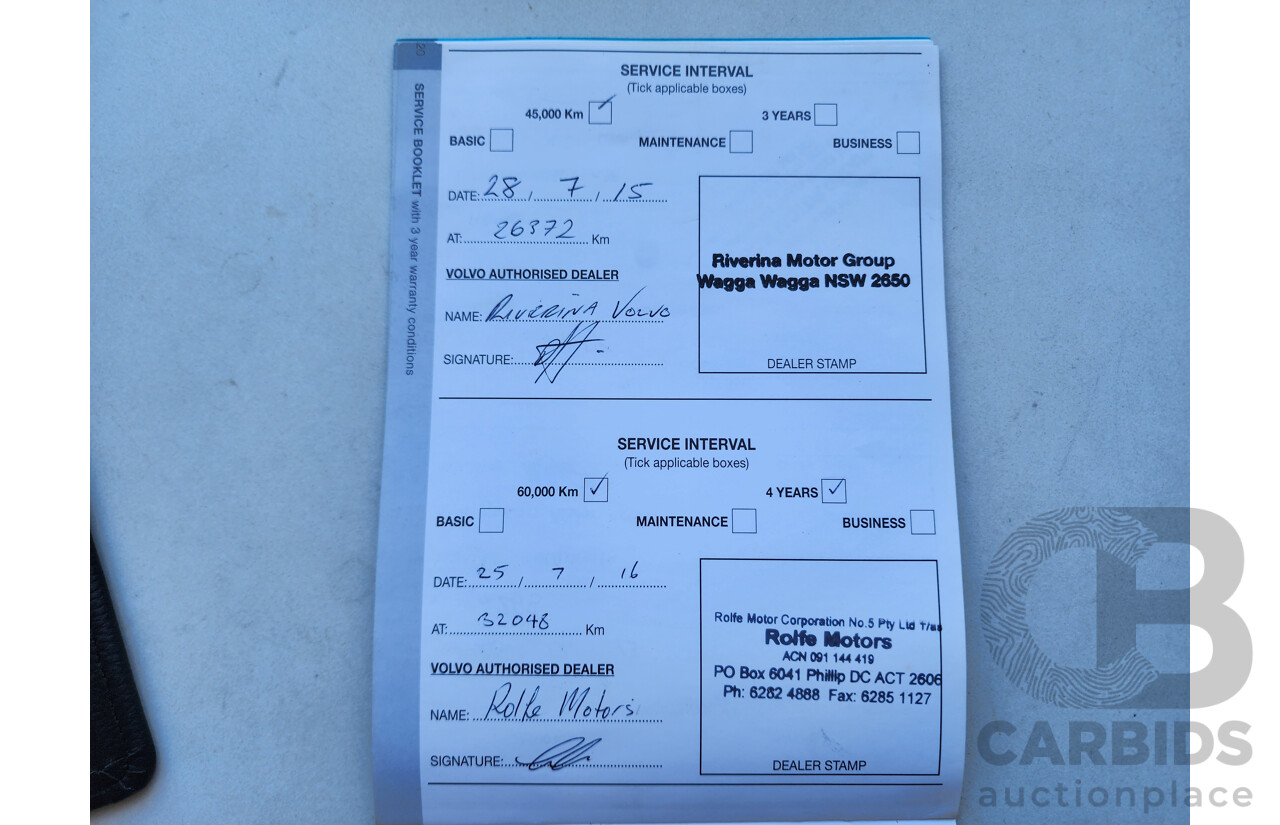 20
SERVICE BOOKLET with 3 year warranty conditions
SERVICE INTERVAL
(Tick applicable boxes)
45,000 Km 3 YEARS
BASIC MAINTENANCE BUSINESS
DATE: 28 / 7 / 15
AT: 26372 Km
VOLVO AUTHORISED DEALER
NAME: RIVERINA VOLVO
SIGNATURE:
Riverina Motor Group
Wagga Wagga NSW 2650
DEALER STAMP
SERVICE INTERVAL
(Tick applicable boxes)
60,000 Km 4 YEARS
BASIC MAINTENANCE BUSINESS
DATE: 25 / 7 / 16
AT: 32048 Km
VOLVO AUTHORISED DEALER
NAME: Rolfe Motors
SIGNATURE:
Rolfe Motor Corporation No.5 Pty Ltd T/as
Rolfe Motors
ACN 091 144 419
PO Box 6041 Phillip DC ACT 2606
Ph: 6282 4888 Fax: 6285 1127
DEALER STAMP
CB
CARBIDS
auctionplace